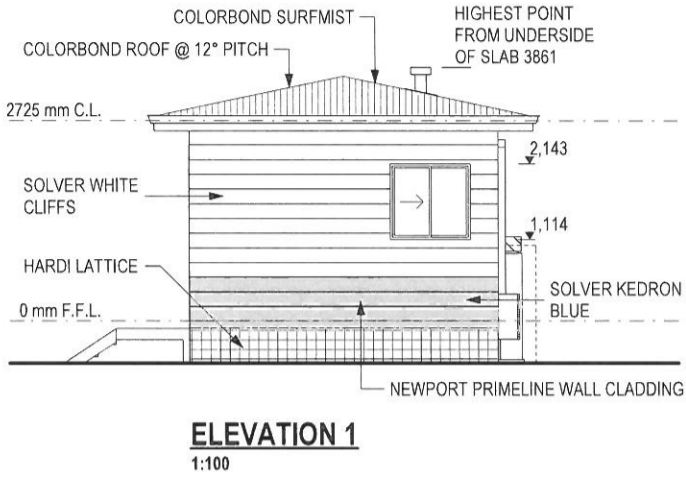 COLORBOND SURFMIST
HIGHEST POINT
FROM UNDERSIDE
OF SLAB 3861
COLORBOND ROOF @ 12° PITCH
2725 mm C.L.
2,143
SOLVER WHITE
CLIFFS
1,114
HARDI LATTICE
SOLVER KEDRON
BLUE
0 mm F.F.L.
NEWPORT PRIMELINE WALL CLADDING
ELEVATION 1
1:100